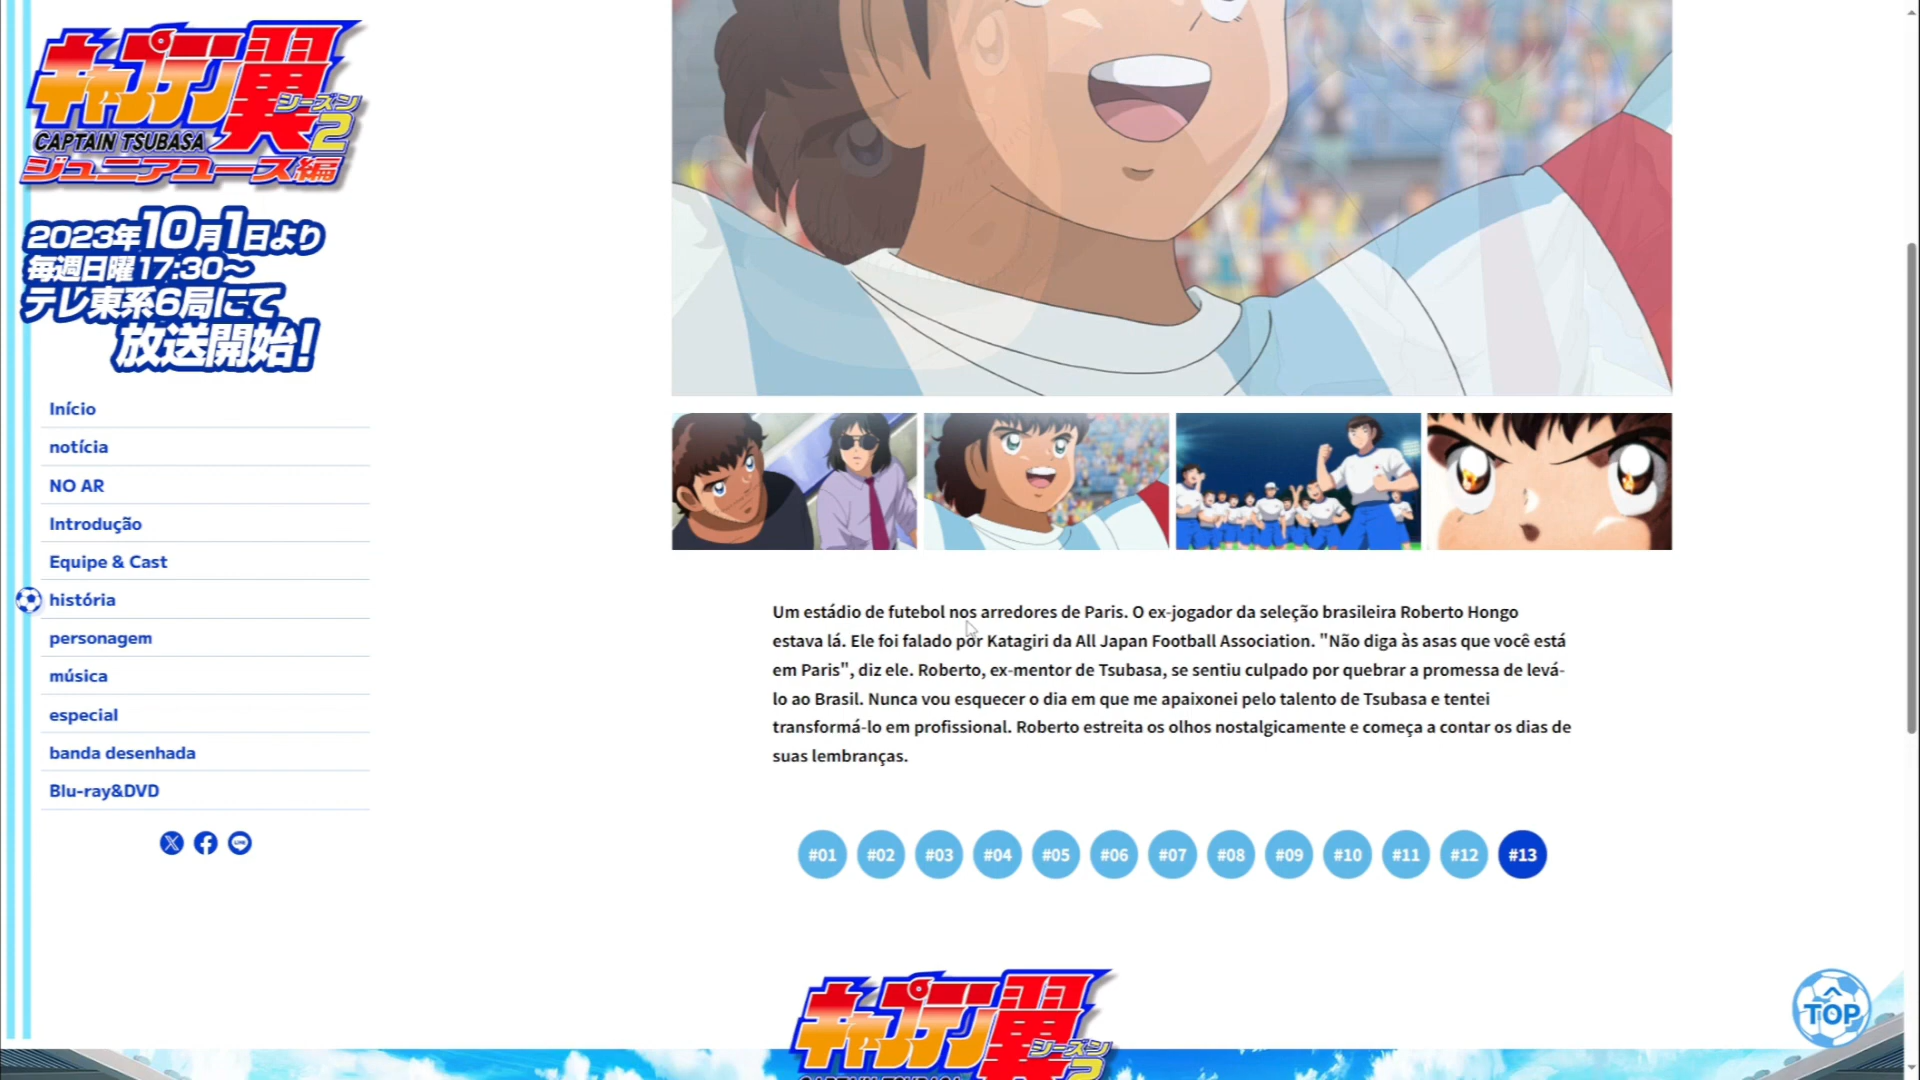 キャプテン翼
シーズン2
CAPTAIN TSUBASA
ジュニアユース編
2023年10月1日より
毎週日曜17:30～
テレ東系6局にて
放送開始!
Início
notícia
NO AR
Introdução
Equipe & Cast
história
personagem
música
especial
banda desenhada
Blu-ray&DVD
Um estádio de futebol nos arredores de Paris. O ex-jogador da seleção brasileira Roberto Hongo
estava lá. Ele foi falado por Katagiri da All Japan Football Association. "Não diga às asas que você está
em Paris", diz ele. Roberto, ex-mentor de Tsubasa, se sentiu culpado por quebrar a promessa de levá-
lo ao Brasil. Nunca vou esquecer o dia em que me apaixonei pelo talento de Tsubasa e tentei
transformá-lo em profissional. Roberto estreita os olhos nostalgicamente e começa a contar os dias de
suas lembranças.
#01 #02 #03 #04 #05 #06 #07 #08 #09 #10 #11 #12 #13
キャプテン翼
シーズン2
CAPTAIN TSUBASA
TOP